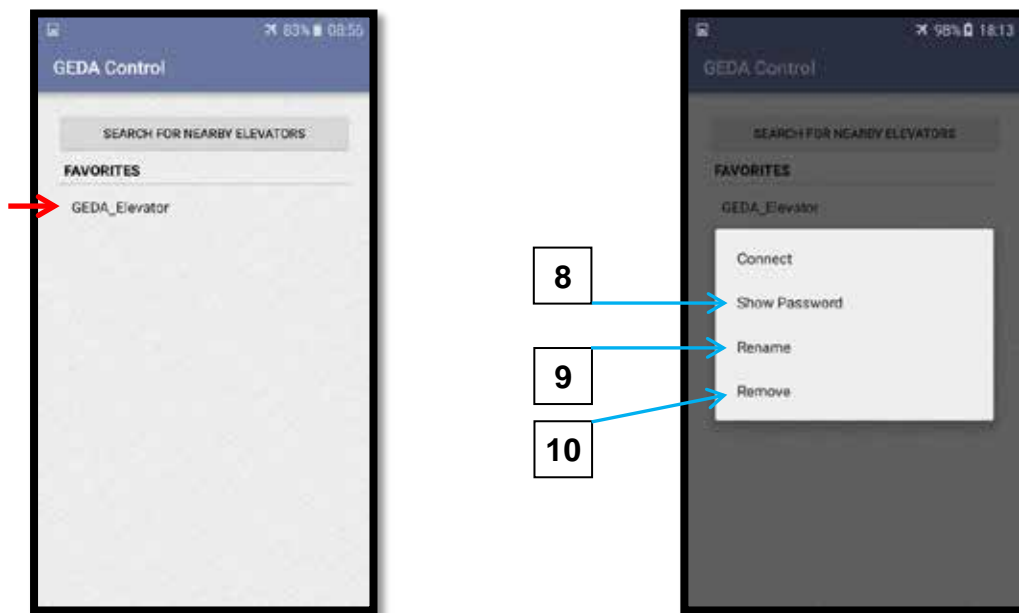 83% 08:56
GEDA Control
SEARCH FOR NEARBY ELEVATORS
FAVORITES
GEDA_Elevator
98% 18:13
GEDA Control
SEARCH FOR NEARBY ELEVATORS
FAVORITES
GEDA_Elevator
Connect
8
Show Password
Rename
9
Remove
10